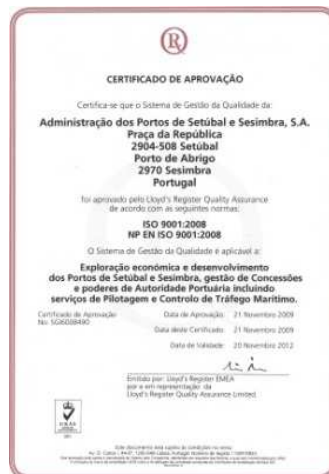 CERTIFICADO DE APROVAÇÃO
Certifica-se que o Sistema de Gestão da Qualidade da:
Administração dos Portos de Setúbal e Sesimbra, S.A.
Praça da República
2904-508 Setúbal
Porto de Abrigo
2970 Sesimbra
Portugal
foi aprovado pelo Lloyd's Register Quality Assurance
de acordo com as seguintes normas:
ISO 9001:2008
NP EN ISO 9001:2008
O Sistema de Gestão da Qualidade é aplicável a:
Exploração económica e desenvolvimento
dos Portos de Setúbal e Sesimbra, gestão de Concessões
e poderes de Autoridade Portuária incluindo
serviços de Pilotagem e Controlo de Tráfego Marítimo.
Certificado de Aprovação Data de Aprovação: 21 Novembro 2009
No: SGI6008490
Data deste Certificado: 21 Novembro 2009
Data de Validade: 20 Novembro 2012
Emitido por: Lloyd's Register EMEA
por e em representação da
Lloyd's Register Quality Assurance Limited.
UKAS